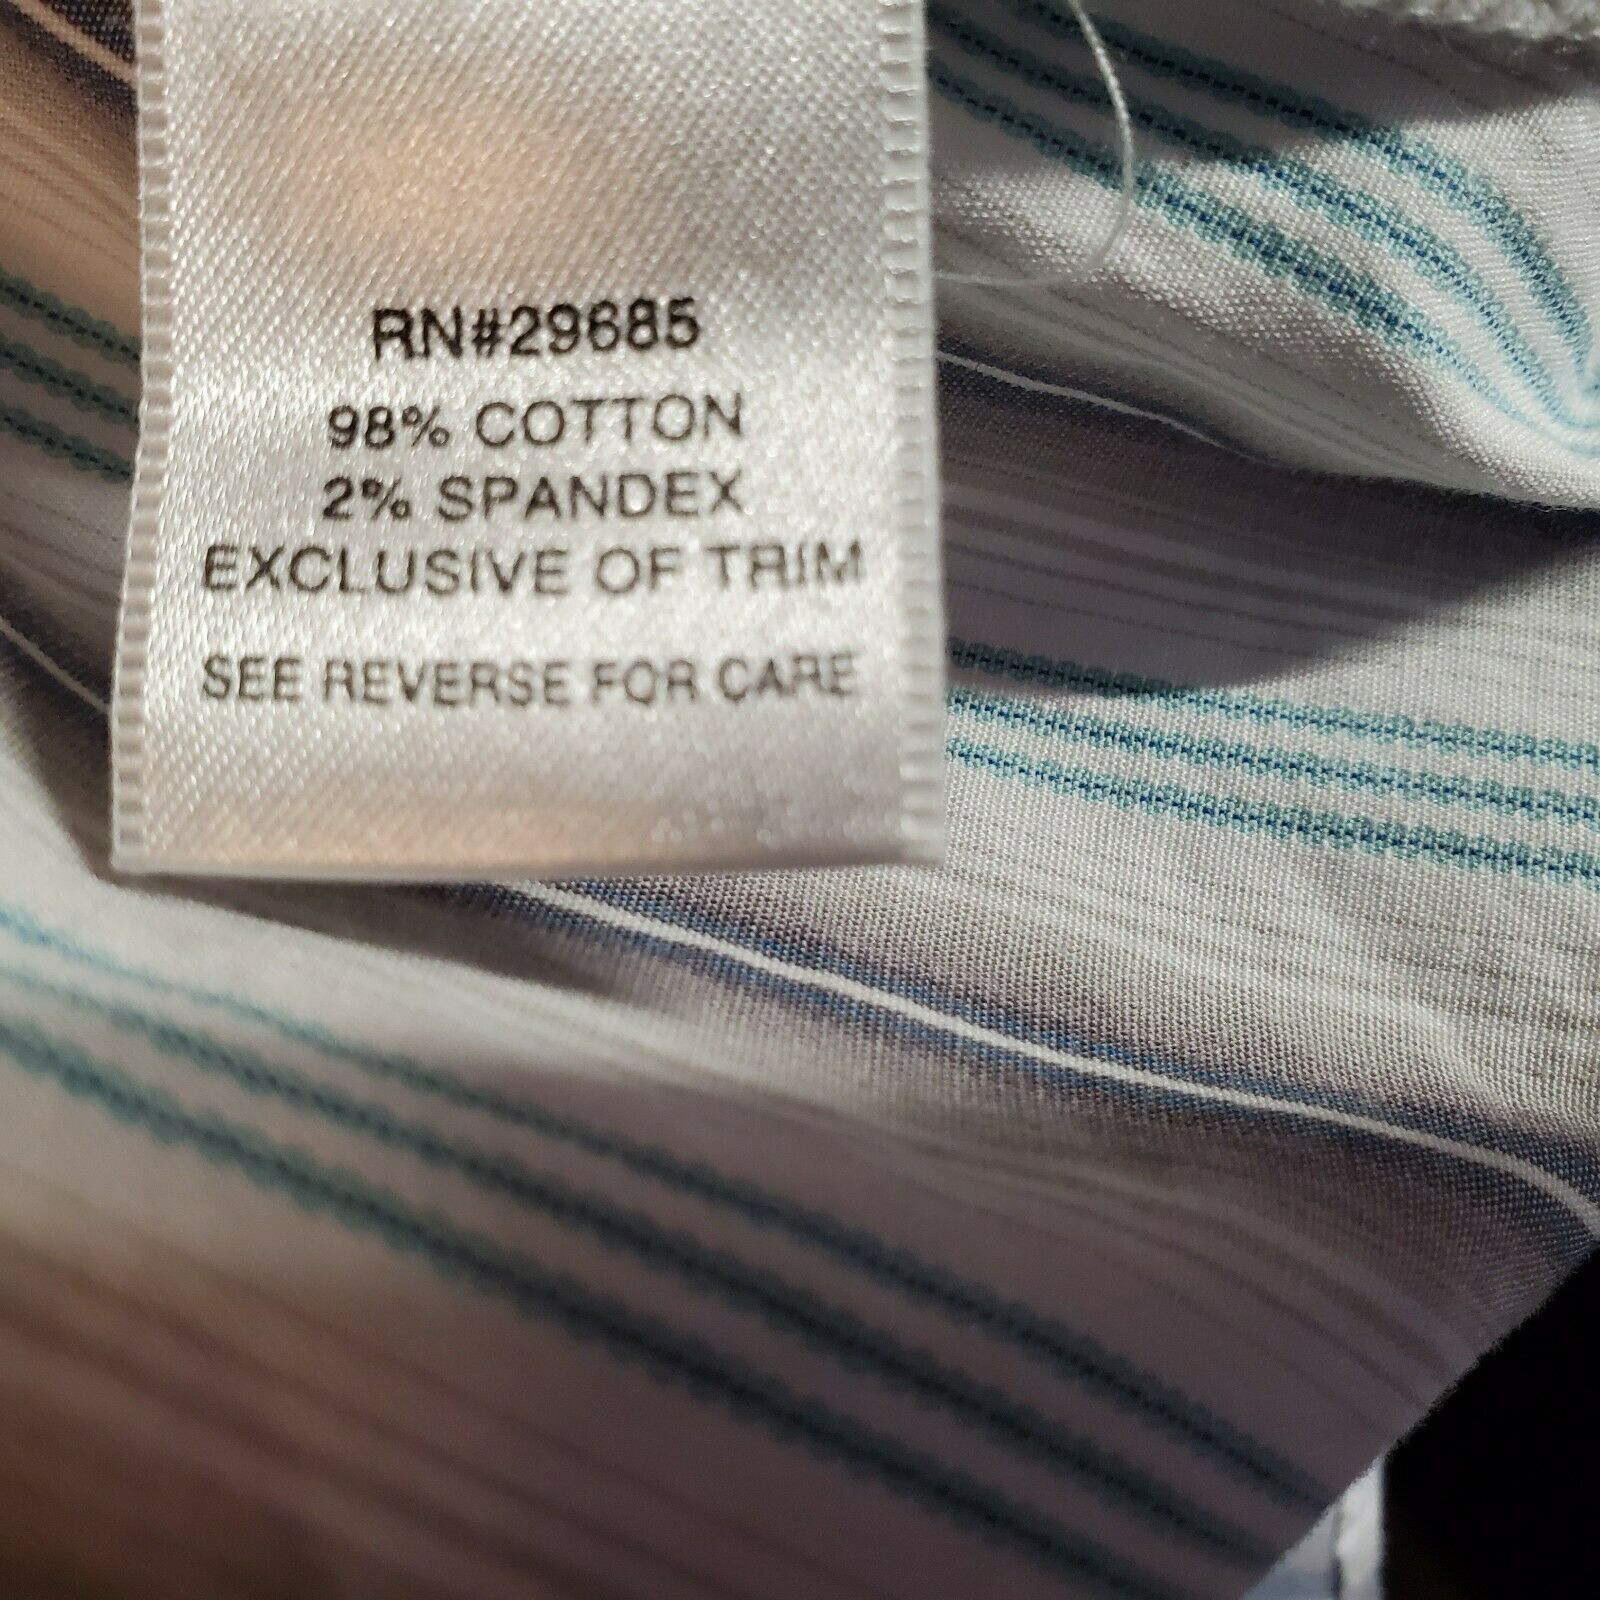 RN#29685
98% COTTON
2% SPANDEX
EXCLUSIVE OF TRIM
SEE REVERSE FOR CARE